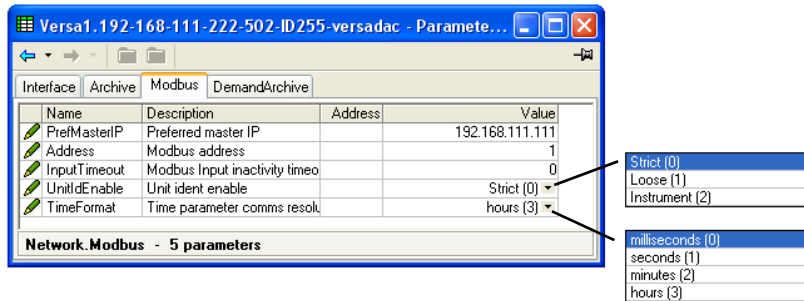 Versa1.192-168-111-222-502-ID255-versadac - Paramete...
Interface Archive Modbus DemandArchive
Name Description Address Value
PrefMasterIP Preferred master IP 192.168.111.111
Address Modbus address 1
InputTimeout Modbus Input inactivity timeo 0
UnitIdEnable Unit ident enable Strict (0)
TimeFormat Time parameter comms resolu hours (3)
Network.Modbus - 5 parameters
Strict (0)
Loose (1)
Instrument (2)
milliseconds (0)
seconds (1)
minutes (2)
hours (3)